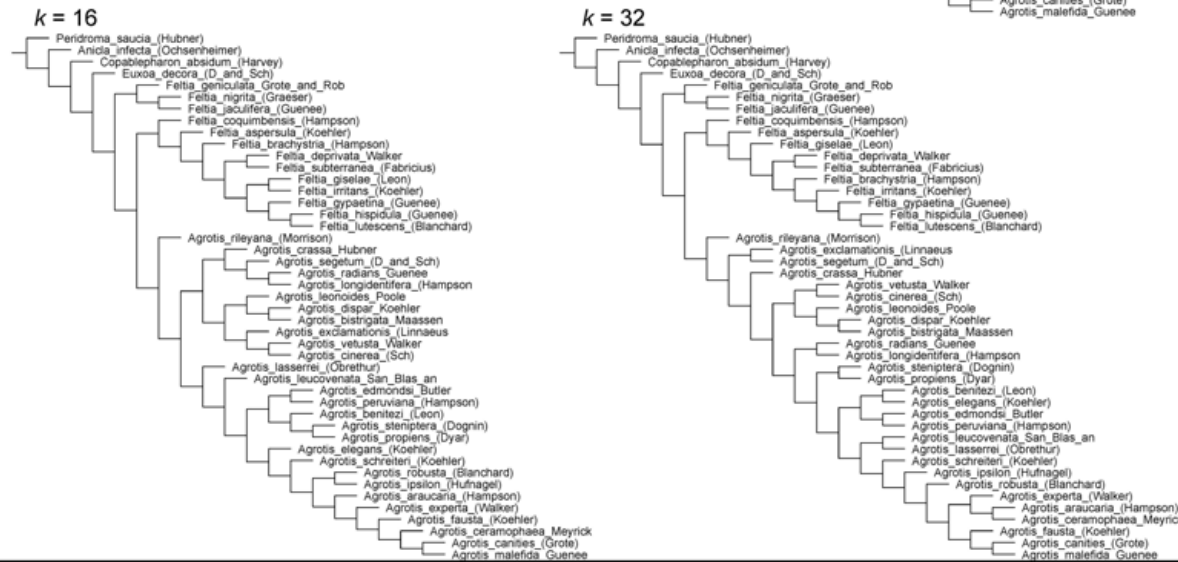 Agrotis_canities_(Grote)
Agrotis_malefida_Guenee
k = 16
Peridroma_saucia_(Hubner)
Anicla_infecta_(Ochsenheimer)
Copablepharon_absidum_(Harvey)
Euxoa_decora_(D_and_Sch)
Feltia_geniculata_Grote_and_Rob
Feltia_nigrita_(Graeser)
Feltia_jaculifera_(Guenee)
Feltia_coquimbensis_(Hampson)
Feltia_aspersula_(Koehler)
Feltia_brachystria_(Hampson)
Feltia_deprivata_Walker
Feltia_subterranea_(Fabricius)
Feltia_giselae_(Leon)
Feltia_irritans_(Koehler)
Feltia_gypaetina_(Guenee)
Feltia_hispidula_(Guenee)
Feltia_lutescens_(Blanchard)
Agrotis_rileyana_(Morrison)
Agrotis_crassa_Hubner
Agrotis_segetum_(D_and_Sch)
Agrotis_radians_Guenee
Agrotis_longidentifera_(Hampson
Agrotis_leonoides_Poole
Agrotis_dispar_Koehler
Agrotis_bistrigata_Maassen
Agrotis_exclamationis_(Linnaeus
Agrotis_vetusta_Walker
Agrotis_cinerea_(Sch)
Agrotis_lasserrei_(Obrethur)
Agrotis_leucovenata_San_Blas_an
Agrotis_edmondsi_Butler
Agrotis_peruviana_(Hampson)
Agrotis_benitezi_(Leon)
Agrotis_steniptera_(Dognin)
Agrotis_propiens_(Dyar)
Agrotis_elegans_(Koehler)
Agrotis_schreiteri_(Koehler)
Agrotis_robusta_(Blanchard)
Agrotis_ipsilon_(Hufnagel)
Agrotis_araucaria_(Hampson)
Agrotis_experta_(Walker)
Agrotis_fausta_(Koehler)
Agrotis_ceramophaea_Meyrick
Agrotis_canities_(Grote)
Agrotis_malefida_Guenee
k = 32
Peridroma_saucia_(Hubner)
Anicla_infecta_(Ochsenheimer)
Copablepharon_absidum_(Harvey)
Euxoa_decora_(D_and_Sch)
Feltia_geniculata_Grote_and_Rob
Feltia_nigrita_(Graeser)
Feltia_jaculifera_(Guenee)
Feltia_coquimbensis_(Hampson)
Feltia_aspersula_(Koehler)
Feltia_giselae_(Leon)
Feltia_deprivata_Walker
Feltia_subterranea_(Fabricius)
Feltia_brachystria_(Hampson)
Feltia_irritans_(Koehler)
Feltia_gypaetina_(Guenee)
Feltia_hispidula_(Guenee)
Feltia_lutescens_(Blanchard)
Agrotis_rileyana_(Morrison)
Agrotis_exclamationis_(Linnaeus
Agrotis_segetum_(D_and_Sch)
Agrotis_crassa_Hubner
Agrotis_vetusta_Walker
Agrotis_cinerea_(Sch)
Agrotis_leonoides_Poole
Agrotis_dispar_Koehler
Agrotis_bistrigata_Maassen
Agrotis_radians_Guenee
Agrotis_longidentifera_(Hampson
Agrotis_steniptera_(Dognin)
Agrotis_propiens_(Dyar)
Agrotis_benitezi_(Leon)
Agrotis_elegans_(Koehler)
Agrotis_edmondsi_Butler
Agrotis_peruviana_(Hampson)
Agrotis_leucovenata_San_Blas_an
Agrotis_lasserrei_(Obrethur)
Agrotis_schreiteri_(Koehler)
Agrotis_ipsilon_(Hufnagel)
Agrotis_robusta_(Blanchard)
Agrotis_experta_(Walker)
Agrotis_araucaria_(Hampson)
Agrotis_ceramophaea_Meyric
Agrotis_fausta_(Koehler)
Agrotis_canities_(Grote)
Agrotis_malefida_Guenee